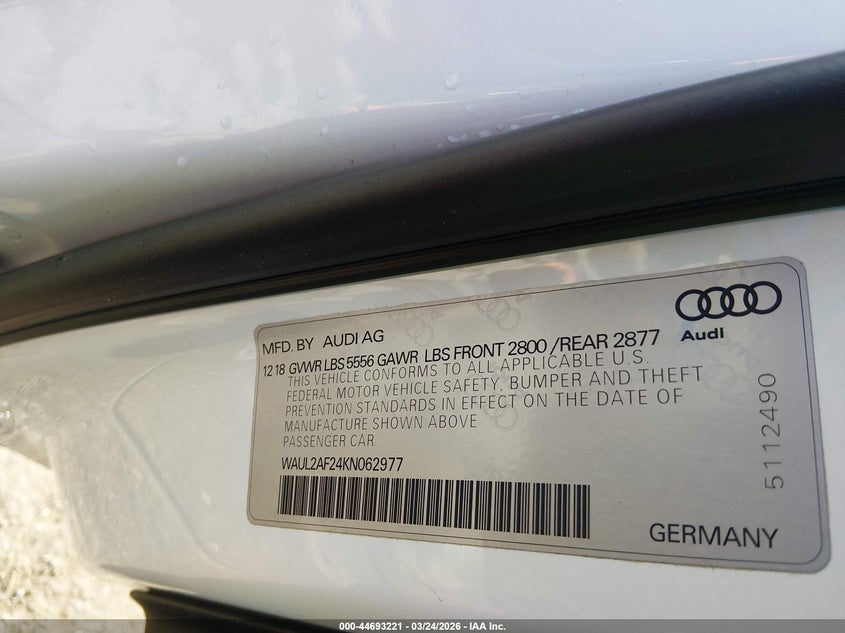 MFD. BY AUDI AG
12 18 GVWR LBS 5556 GAWR LBS FRONT 2800 /REAR 2877
THIS VEHICLE CONFORMS TO ALL APPLICABLE U.S.
FEDERAL MOTOR VEHICLE SAFETY, BUMPER AND THEFT
PREVENTION STANDARDS IN EFFECT ON THE DATE OF
MANUFACTURE SHOWN ABOVE
PASSENGER CAR
WAUL2AF24KN062977
Audi
5112490
GERMANY
000-44693221 - 03/24/2026 - IAA Inc.